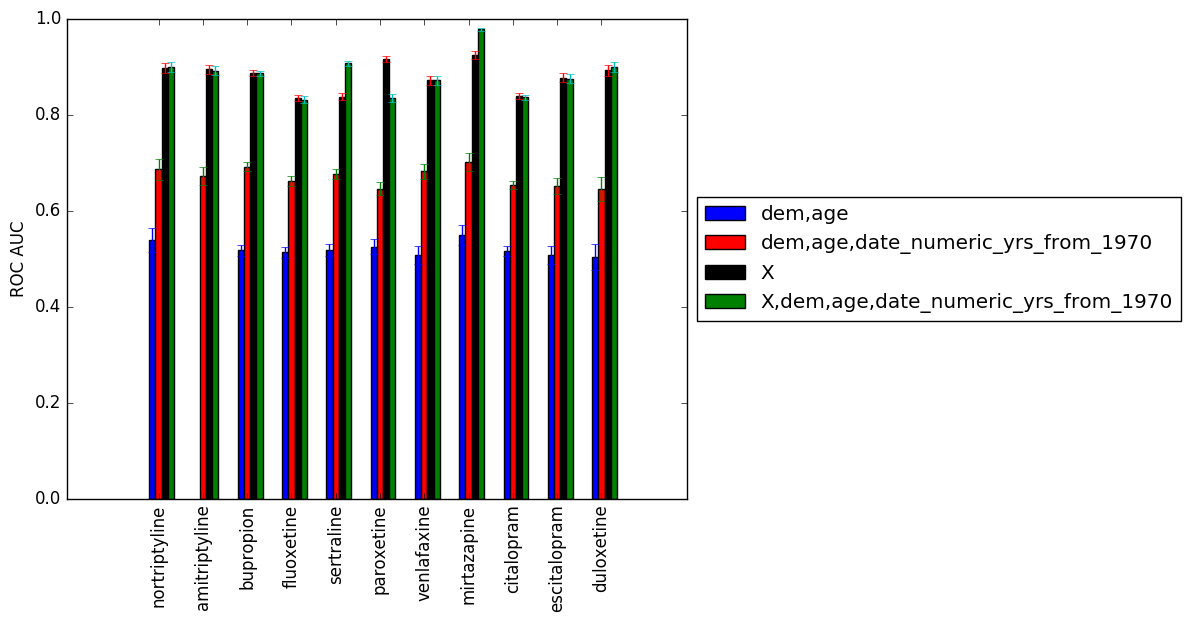 1.0
0.8
0.6
0.4
0.2
0.0
ROC AUC
nortriptyline
amitriptyline
bupropion
fluoxetine
sertraline
paroxetine
venlafaxine
mirtazapine
citalopram
escitalopram
duloxetine
dem,age
dem,age,date_numeric_yrs_from_1970
X
X,dem,age,date_numeric_yrs_from_1970